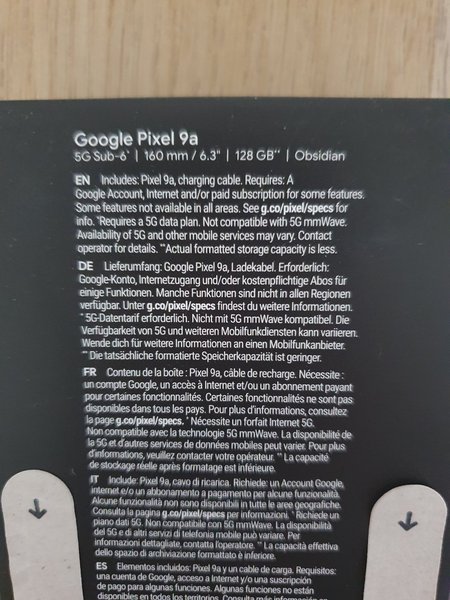 Google Pixel 9a
5G Sub-6* | 160 mm / 6.3" | 128 GB** | Obsidian
EN Includes: Pixel 9a, charging cable. Requires: A
Google Account, Internet and/or paid subscription for some features.
Some features not available in all areas. See g.co/pixel/specs for
info. *Requires a 5G data plan. Not compatible with 5G mmWave.
Availability of 5G and other mobile services may vary. Contact
operator for details. **Actual formatted storage capacity is less.
DE Lieferumfang: Google Pixel 9a, Ladekabel. Erforderlich:
Google-Konto, Internetzugang und/oder kostenpflichtige Abos für
einige Funktionen. Manche Funktionen sind nicht in allen Regionen
verfügbar. Unter g.co/pixel/specs findest du weitere Informationen.
*5G-Datentarif erforderlich. Nicht mit 5G mmWave kompatibel. Die
Verfügbarkeit von 5G und weiteren Mobilfunkdiensten kann variieren.
Wende dich für weitere Informationen an einen Mobilfunkanbieter.
**Die tatsächliche formatierte Speicherkapazität ist geringer.
FR Contenu de la boîte : Pixel 9a, câble de recharge. Nécessite :
un compte Google, un accès à Internet et/ou un abonnement payant
pour certaines fonctionnalités. Certaines fonctionnalités ne sont pas
disponibles dans tous les pays. Pour plus d'informations, consultez
la page g.co/pixel/specs. *Nécessite un forfait Internet 5G.
Non compatible avec la technologie 5G mmWave. La disponibilité de
la 5G et d'autres services de données mobiles peut varier. Pour plus
d'informations, veuillez contacter votre opérateur. **La capacité
de stockage réelle après formatage est inférieure.
IT Include: Pixel 9a, cavo di ricarica. Richiede: un Account Google,
internet e/o un abbonamento a pagamento per alcune funzionalità.
Alcune funzionalità non sono disponibili in tutte le aree geografiche.
Consulta la pagina g.co/pixel/specs per informazioni. *Richiede un
piano dati 5G. Non compatibile con 5G mmWave. La disponibilità
del 5G e di altri servizi di telefonia mobile può variare. Per
informazioni dettagliate, contatta l'operatore. **La capacità effettiva
dello spazio di archiviazione formattato è inferiore.
ES Elementos incluidos: Pixel 9a y un cable de carga. Requisitos:
una cuenta de Google, acceso a Internet y/o una suscripción
de pago para algunas funciones. Algunas funciones no están
disponibles en todos los territorios. Consulta más información en